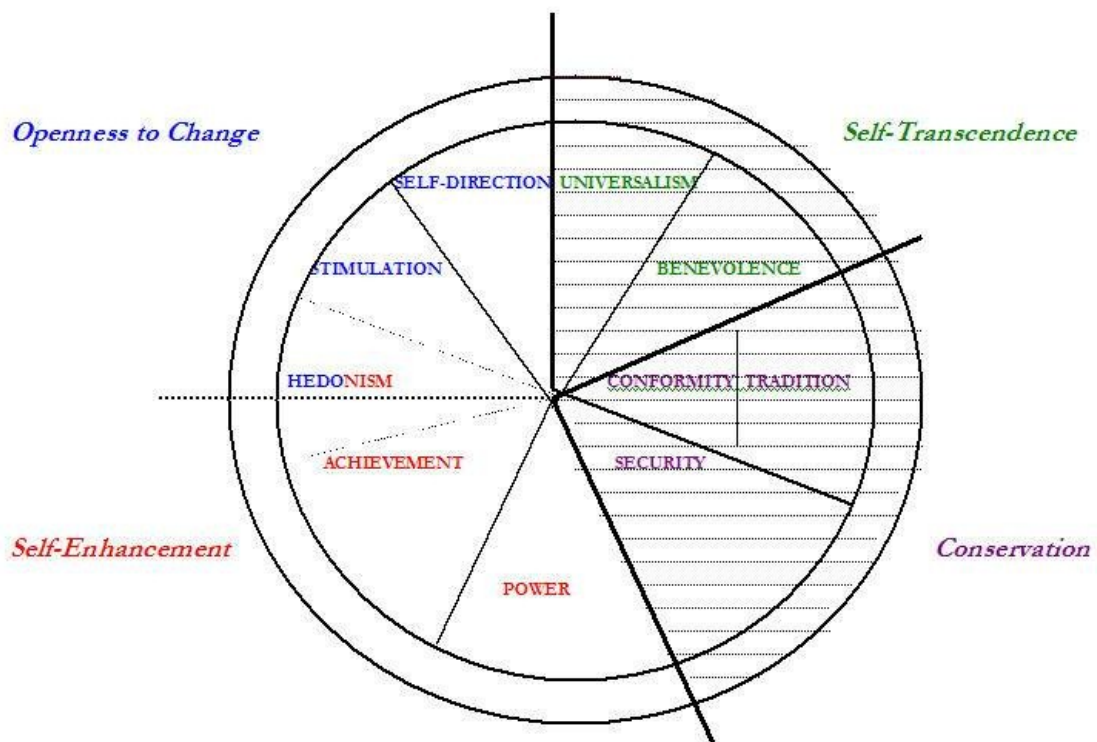 Openness to Change
Self-Transcendence
SELF-DIRECTION UNIVERSALISM
STIMULATION
BENEVOLENCE
HEDONISM
CONFORMITY TRADITION
ACHIEVEMENT
SECURITY
Self-Enhancement
Conservation
POWER